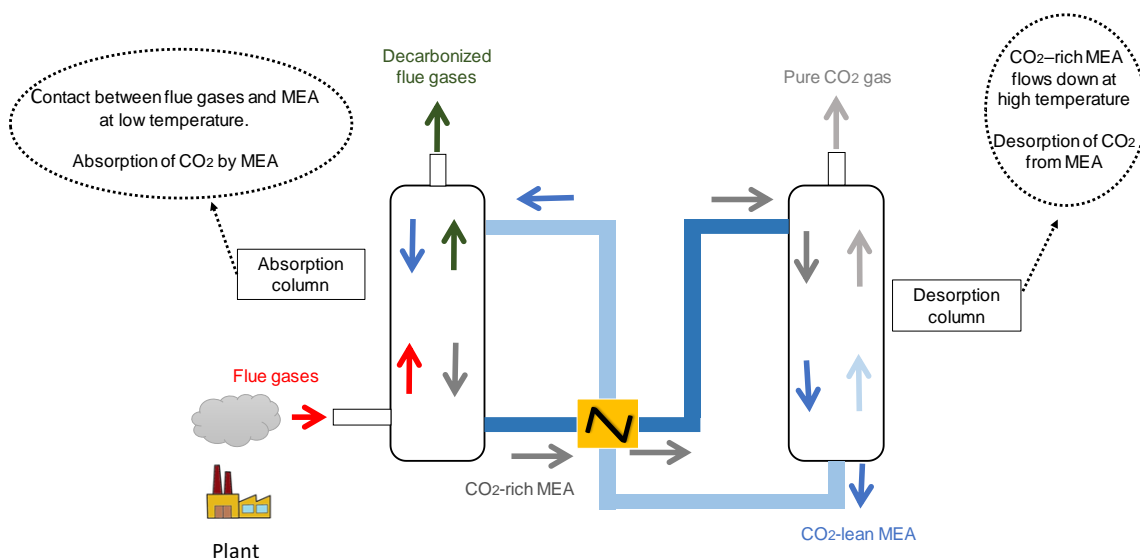 Decarbonized
flue gases
Pure CO₂ gas
CO₂–rich MEA
flows down at
high temperature
Desorption of CO₂
from MEA
Contact between flue gases and MEA
at low temperature.
Absorption of CO₂ by MEA
Absorption
column
Desorption
column
Flue gases
CO₂-rich MEA
CO₂-lean MEA
Plant